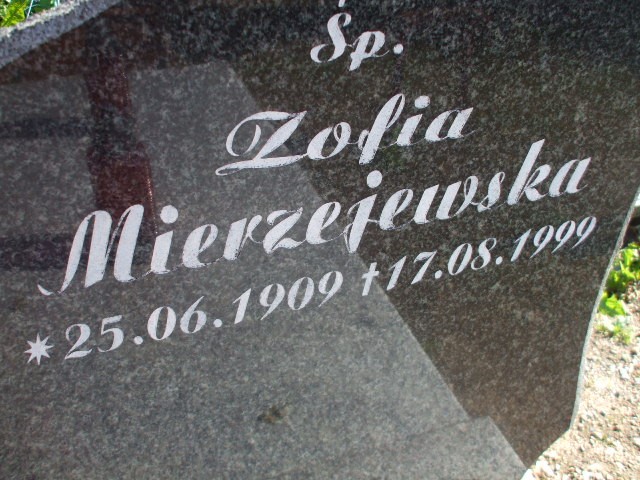 Śp.
Zofia
Mierzejewska
* 25.06.1909 † 17.08.1999